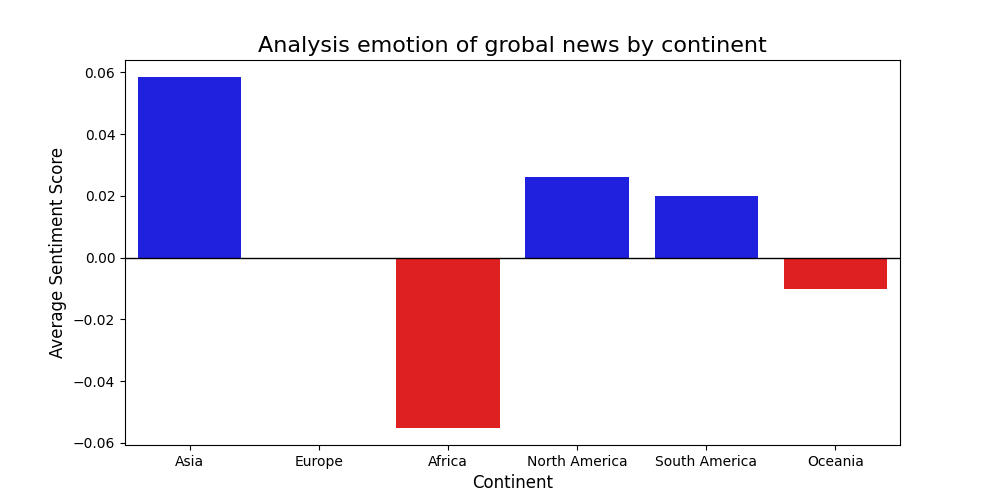 Analysis emotion of grobal news by continent
Average Sentiment Score
0.06
0.04
0.02
0.00
−0.02
−0.04
−0.06
Asia Europe Africa North America South America Oceania
Continent